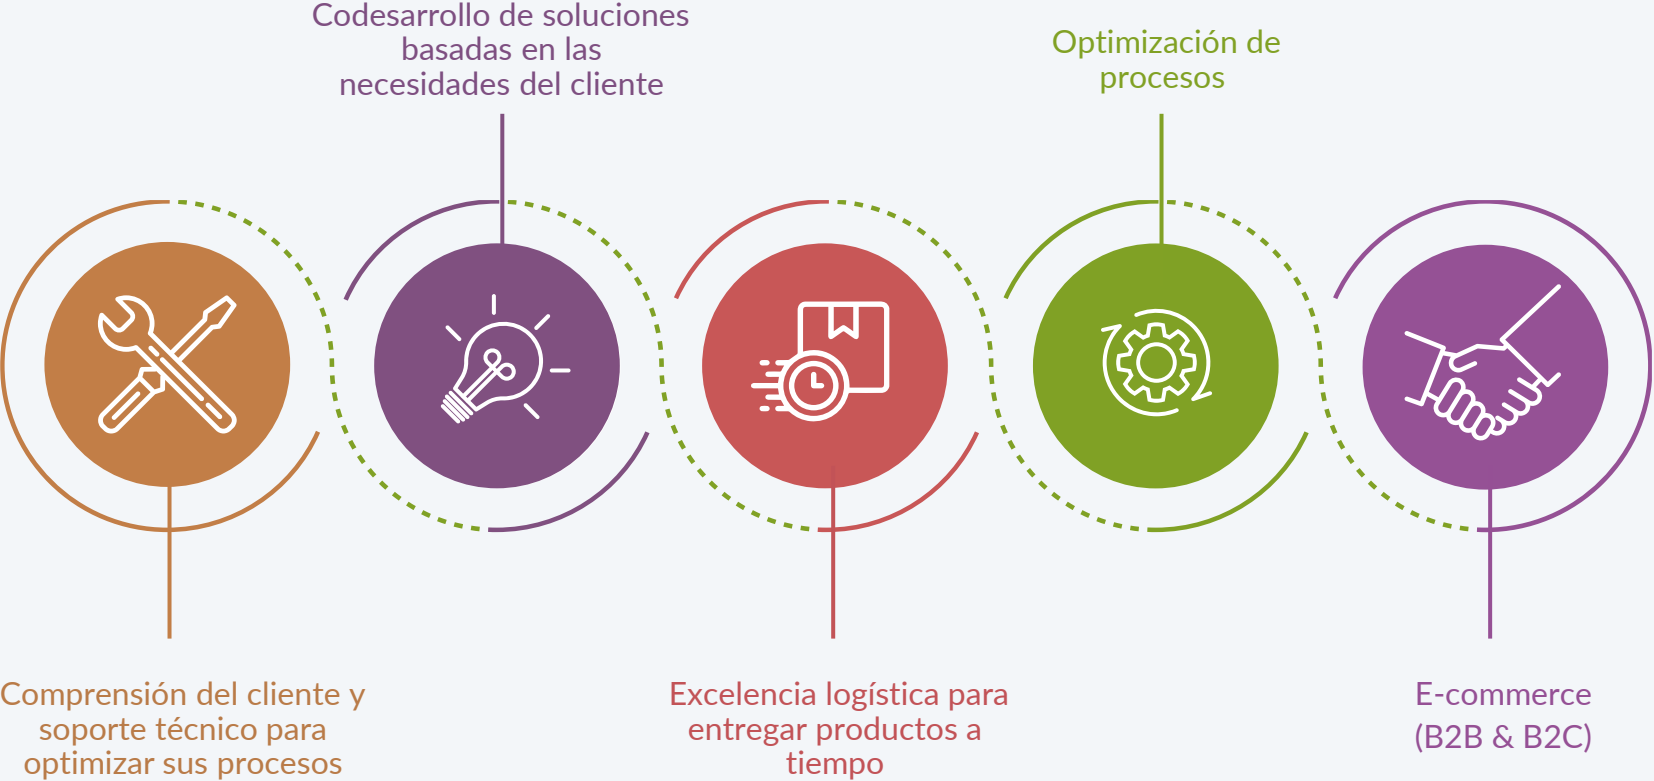 Codesarrollo de soluciones
basadas en las
necesidades del cliente
Optimización de
procesos
Comprensión del cliente y
soporte técnico para
optimizar sus procesos
Excelencia logística para
entregar productos a
tiempo
E-commerce
(B2B & B2C)